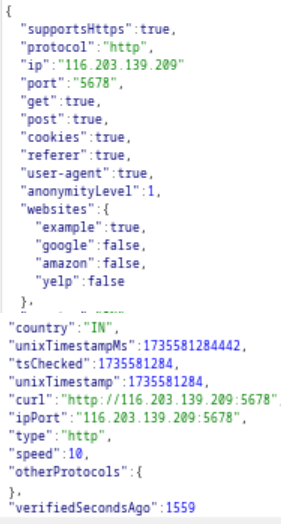 {
"supportsHttps":true,
"protocol":"http",
"ip":"116.203.139.209"
"port":"5678",
"get":true,
"post":true,
"cookies":true,
"referer":true,
"user-agent":true,
"anonymityLevel":1,
"websites":{
"example":true,
"google":false,
"amazon":false,
"yelp":false
},
"country":"IN",
"unixTimestampMs":1735581284442,
"tsChecked":1735581284,
"unixTimestamp":1735581284,
"curl":"http://116.203.139.209:5678",
"ipPort":"116.203.139.209:5678",
"type":"http",
"speed":10,
"otherProtocols":{
},
"verifiedSecondsAgo":1559